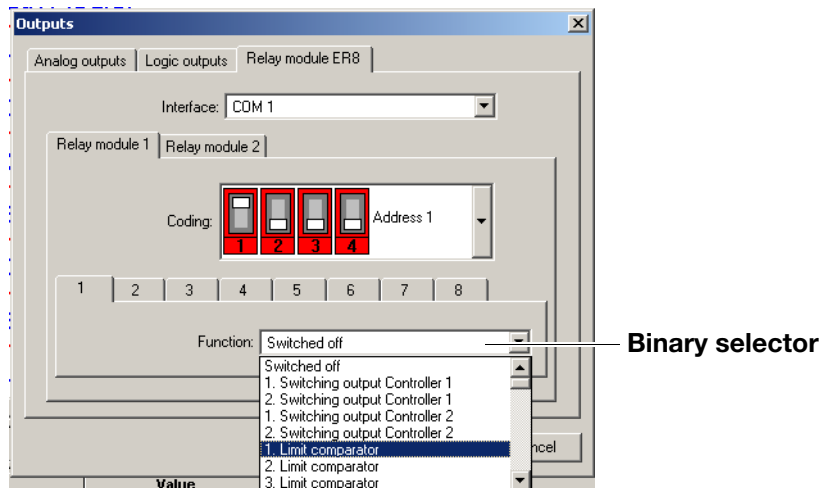 Outputs
Analog outputs Logic outputs Relay module ER8
Interface: COM 1
Relay module 1 Relay module 2
Coding: 1 2 3 4 Address 1
1 2 3 4 5 6 7 8
Function: Switched off
Binary selector
Switched off
1. Switching output Controller 1
2. Switching output Controller 1
1. Switching output Controller 2
2. Switching output Controller 2
1. Limit comparator
ncel
2. Limit comparator
3. Limit comparator
Value